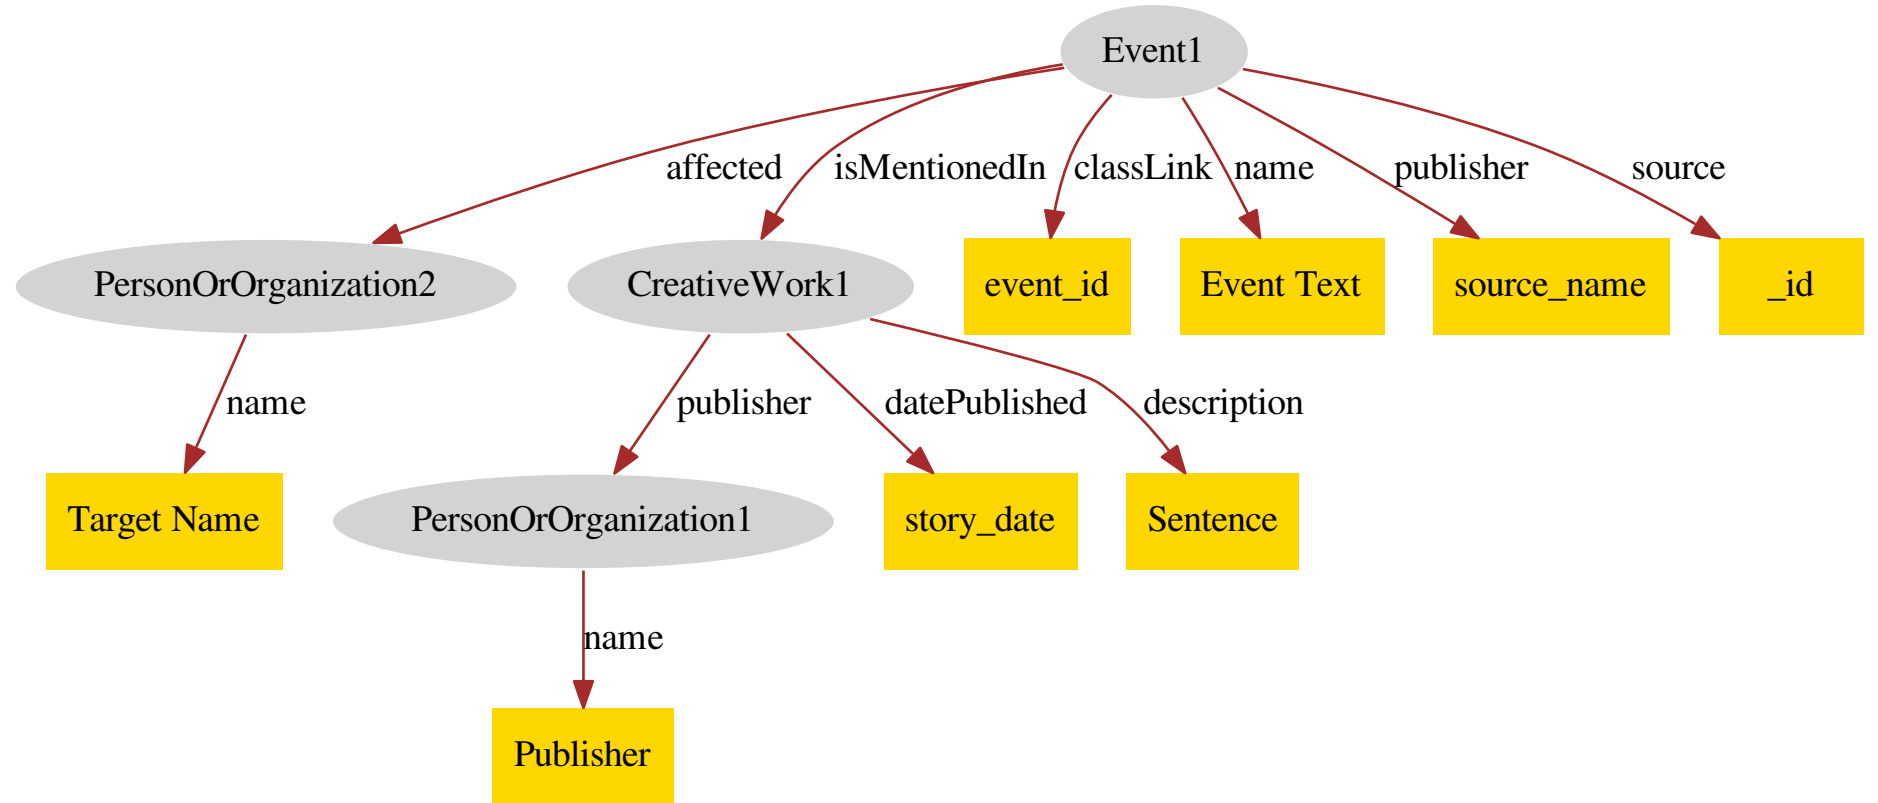 Event1
affected
isMentionedIn
classLink
name
publisher
source
PersonOrOrganization2
CreativeWork1
event_id
Event Text
source_name
_id
name
publisher
datePublished
description
Target Name
PersonOrOrganization1
story_date
Sentence
name
Publisher